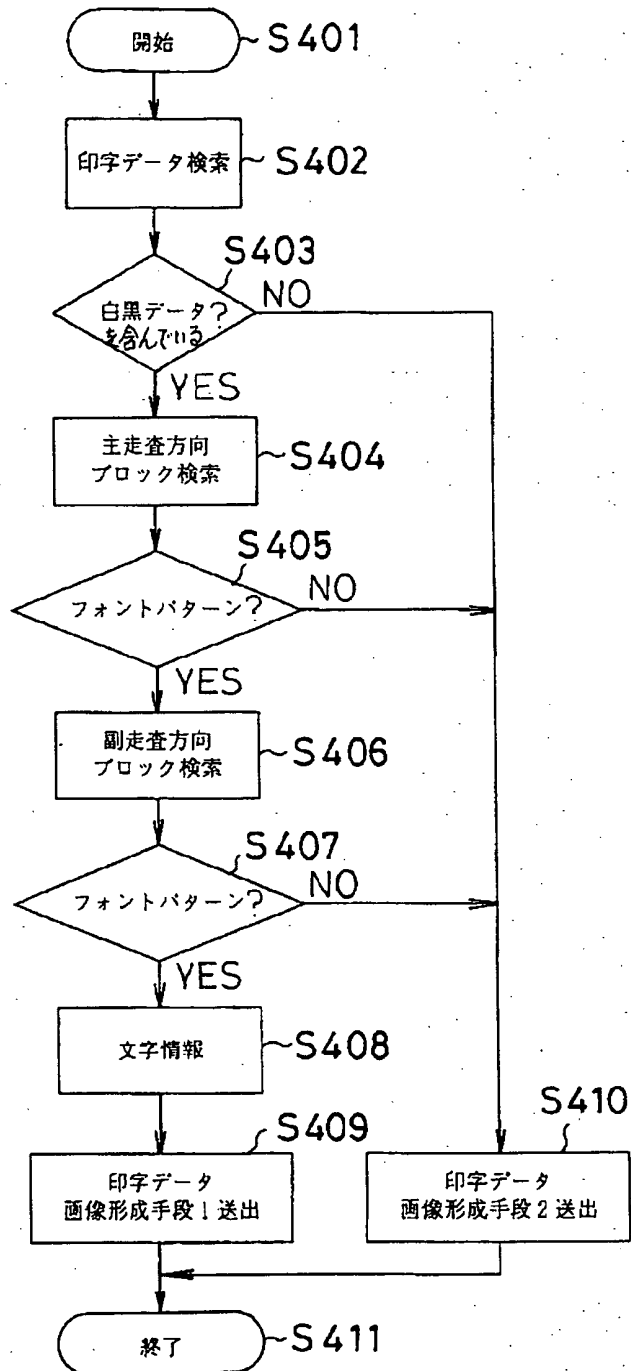 開始
S401
印字データ検索
S402
S403
白黒データ?
を含んでいる
NO
YES
主走査方向
ブロック検索
S404
S405
フォントパターン?
NO
YES
副走査方向
ブロック検索
S406
S407
フォントパターン?
NO
YES
文字情報
S408
S409
印字データ
画像形成手段1送出
S410
印字データ
画像形成手段2送出
終了
S411